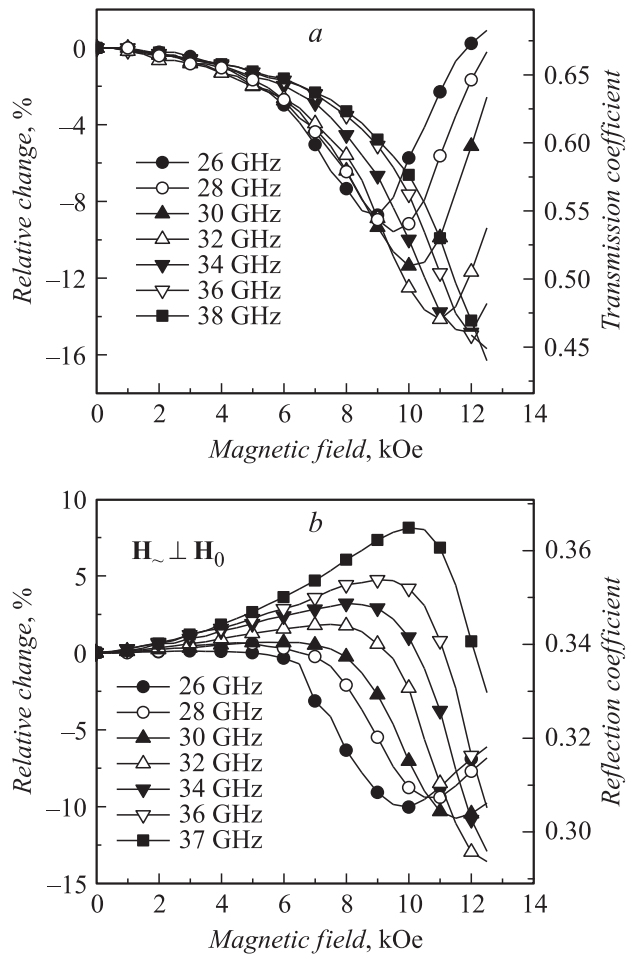 a
Relative change, %
0
–4
–8
–12
–16
26 GHz
28 GHz
30 GHz
32 GHz
34 GHz
36 GHz
38 GHz
0.65
0.60
0.55
0.50
0.45
Transmission coefficient
0 2 4 6 8 10 12 14
Magnetic field, kOe
b
H~ ⊥ H0
Relative change, %
10
5
0
–5
–10
–15
26 GHz
28 GHz
30 GHz
32 GHz
34 GHz
36 GHz
37 GHz
0.36
0.34
0.32
0.30
Reflection coefficient
0 2 4 6 8 10 12 14
Magnetic field, kOe